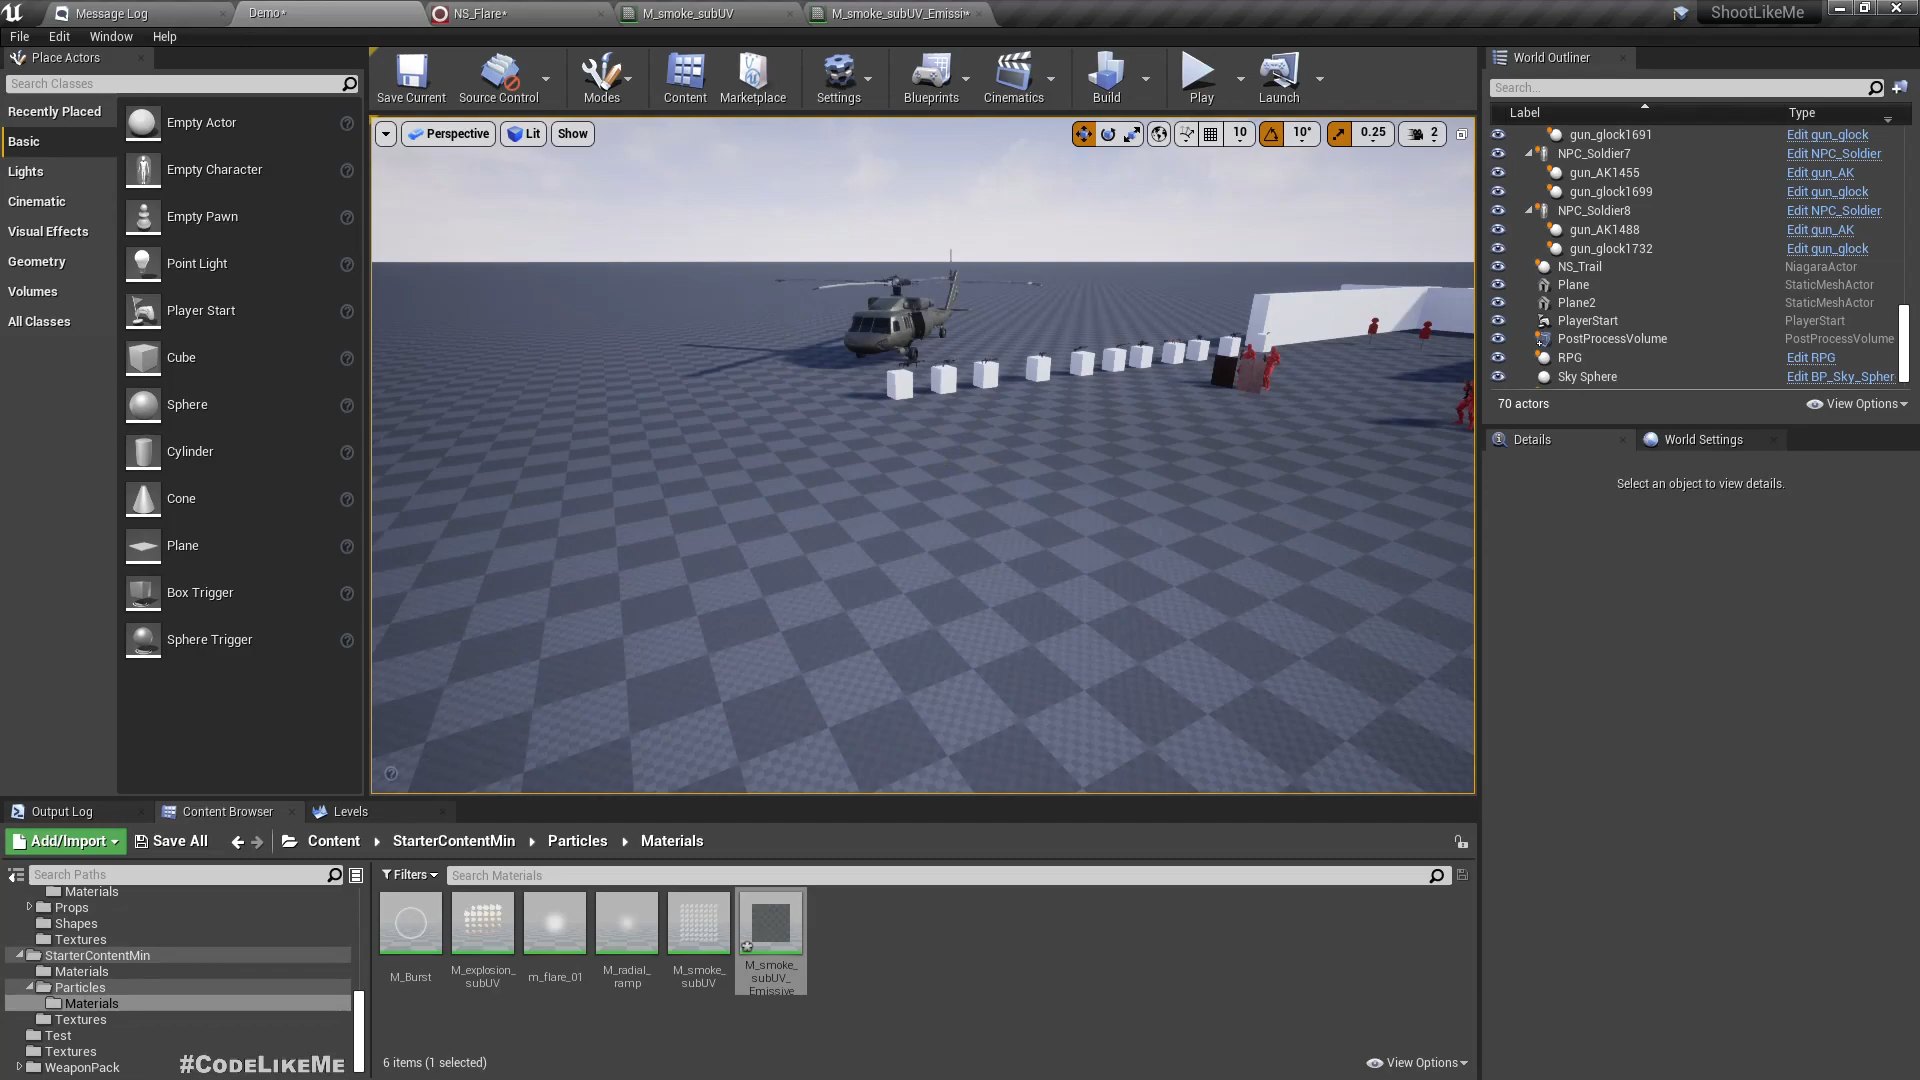 Message Log
Demo*
NS_Flare*
M_smoke_subUV
M_smoke_subUV_Emissi*
ShootLikeMe
File
Edit
Window
Help
Place Actors
Search Classes
Recently Placed
Basic
Lights
Cinematic
Visual Effects
Geometry
Volumes
All Classes
Empty Actor
Empty Character
Empty Pawn
Point Light
Player Start
Cube
Sphere
Cylinder
Cone
Plane
Box Trigger
Sphere Trigger
Save Current
Source Control
Modes
Content
Marketplace
Settings
Blueprints
Cinematics
Build
Play
Launch
Perspective
Lit
Show
10
10°
0.25
2
World Outliner
Search...
Label
Type
gun_glock1691 Edit gun_glock
NPC_Soldier7 Edit NPC_Soldier
gun_AK1455 Edit gun_AK
gun_glock1699 Edit gun_glock
NPC_Soldier8 Edit NPC_Soldier
gun_AK1488 Edit gun_AK
gun_glock1732 Edit gun_glock
NS_Trail NiagaraActor
Plane StaticMeshActor
Plane2 StaticMeshActor
PlayerStart PlayerStart
PostProcessVolume PostProcessVolume
RPG Edit RPG
Sky Sphere Edit BP_Sky_Spher
70 actors
View Options
Details
World Settings
Select an object to view details.
Output Log
Content Browser
Levels
Add/Import
Save All
Content
StarterContentMin
Particles
Materials
Search Paths
Materials
Props
Shapes
Textures
StarterContentMin
Materials
Particles
Materials
Textures
Test
Textures
WeaponPack
#CodeLikeMe
Filters
Search Materials
M_Burst
M_explosion_
subUV
m_flare_01
M_radial_
ramp
M_smoke_
subUV
M_smoke_
subUV_
Emissive
6 items (1 selected)
View Options